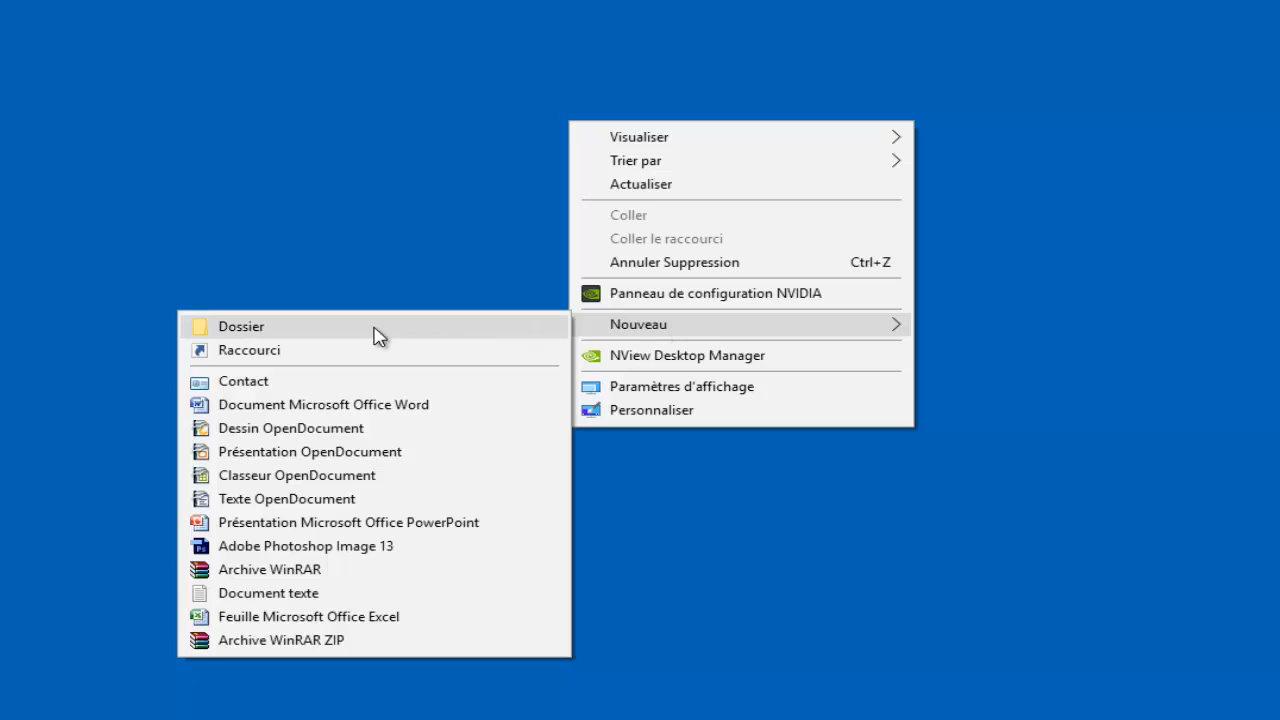 Visualiser
Trier par
Actualiser
Coller
Coller le raccourci
Annuler Suppression Ctrl+Z
Panneau de configuration NVIDIA
Nouveau
NView Desktop Manager
Paramètres d'affichage
Personnaliser
Dossier
Raccourci
Contact
Document Microsoft Office Word
Dessin OpenDocument
Présentation OpenDocument
Classeur OpenDocument
Texte OpenDocument
Présentation Microsoft Office PowerPoint
Adobe Photoshop Image 13
Archive WinRAR
Document texte
Feuille Microsoft Office Excel
Archive WinRAR ZIP